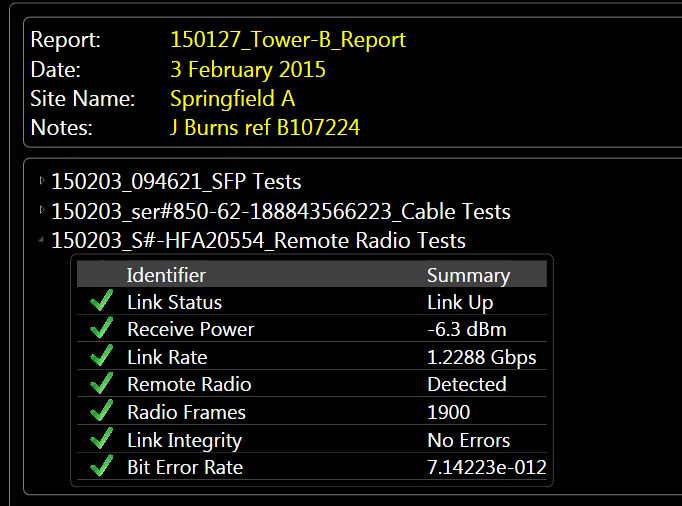 Report: 150127_Tower-B_Report
Date: 3 February 2015
Site Name: Springfield A
Notes: J Burns ref B107224
150203_094621_SFP Tests
150203_ser#850-62-188843566223_Cable Tests
150203_S#-HFA20554_Remote Radio Tests
Identifier Summary
Link Status Link Up
Receive Power -6.3 dBm
Link Rate 1.2288 Gbps
Remote Radio Detected
Radio Frames 1900
Link Integrity No Errors
Bit Error Rate 7.14223e-012